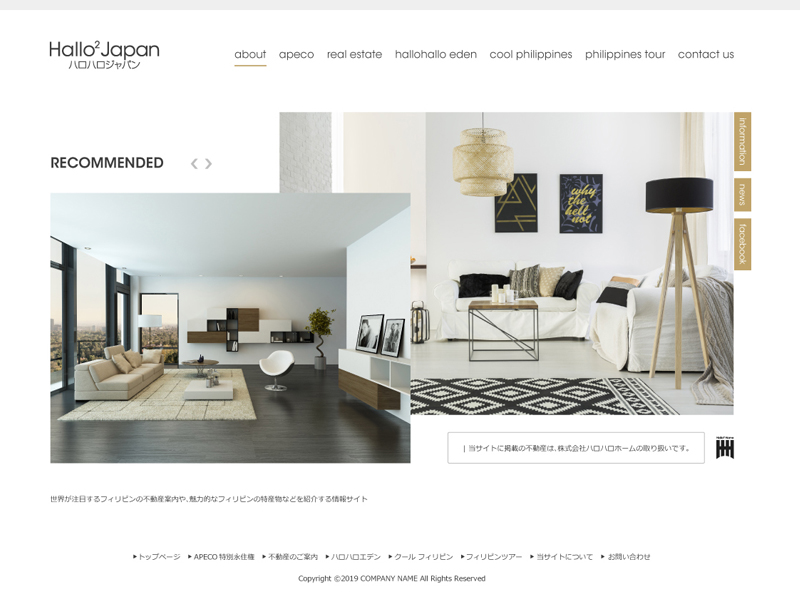 Hallo²Japan
ハロハロジャパン
about apeco real estate hallohallo eden cool philippines philippines tour contact us
RECOMMENDED
why
the
hell
not
information
news
facebook
| 当サイトに掲載の不動産は、株式会社ハロハロホームの取り扱いです。
世界が注目するフィリピンの不動産案内や、魅力的なフィリピンの特産物などを紹介する情報サイト
▶トップページ ▶APECO 特別永住権 ▶不動産のご案内 ▶ハロハロエデン ▶クール フィリピン ▶フィリピンツアー ▶当サイトについて ▶お問い合わせ
Copyright ©2019 COMPANY NAME All Rights Reserved